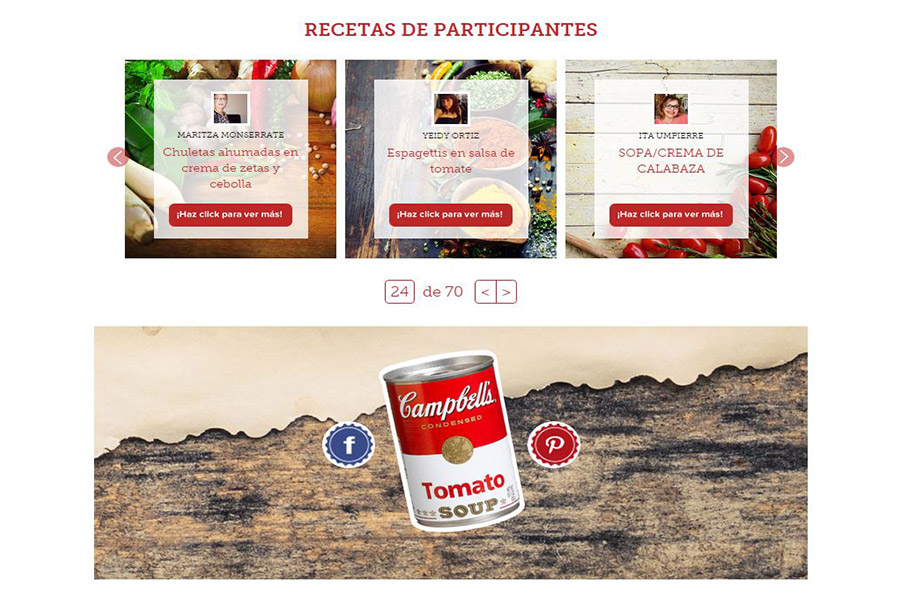 RECETAS DE PARTICIPANTES
MARITZA MONSERRATE
Chuletas ahumadas en
crema de zetas y
cebolla
¡Haz click para ver más!
YEIDY ORTIZ
Espagettis en salsa de
tomate
¡Haz click para ver más!
ITA UMPIERRE
SOPA/CREMA DE
CALABAZA
¡Haz click para ver más!
24 de 70 < >
Campbell's
CONDENSED
Tomato
SOUP